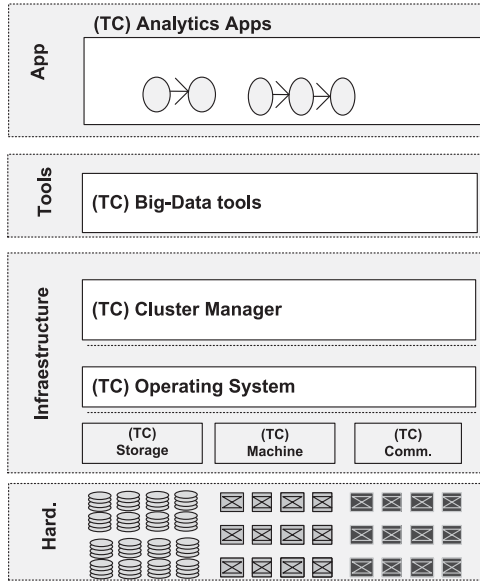 App
(TC) Analytics Apps
Tools
(TC) Big-Data tools
Infraestructure
(TC) Cluster Manager
(TC) Operating System
(TC)
Storage
(TC)
Machine
(TC)
Comm.
Hard.